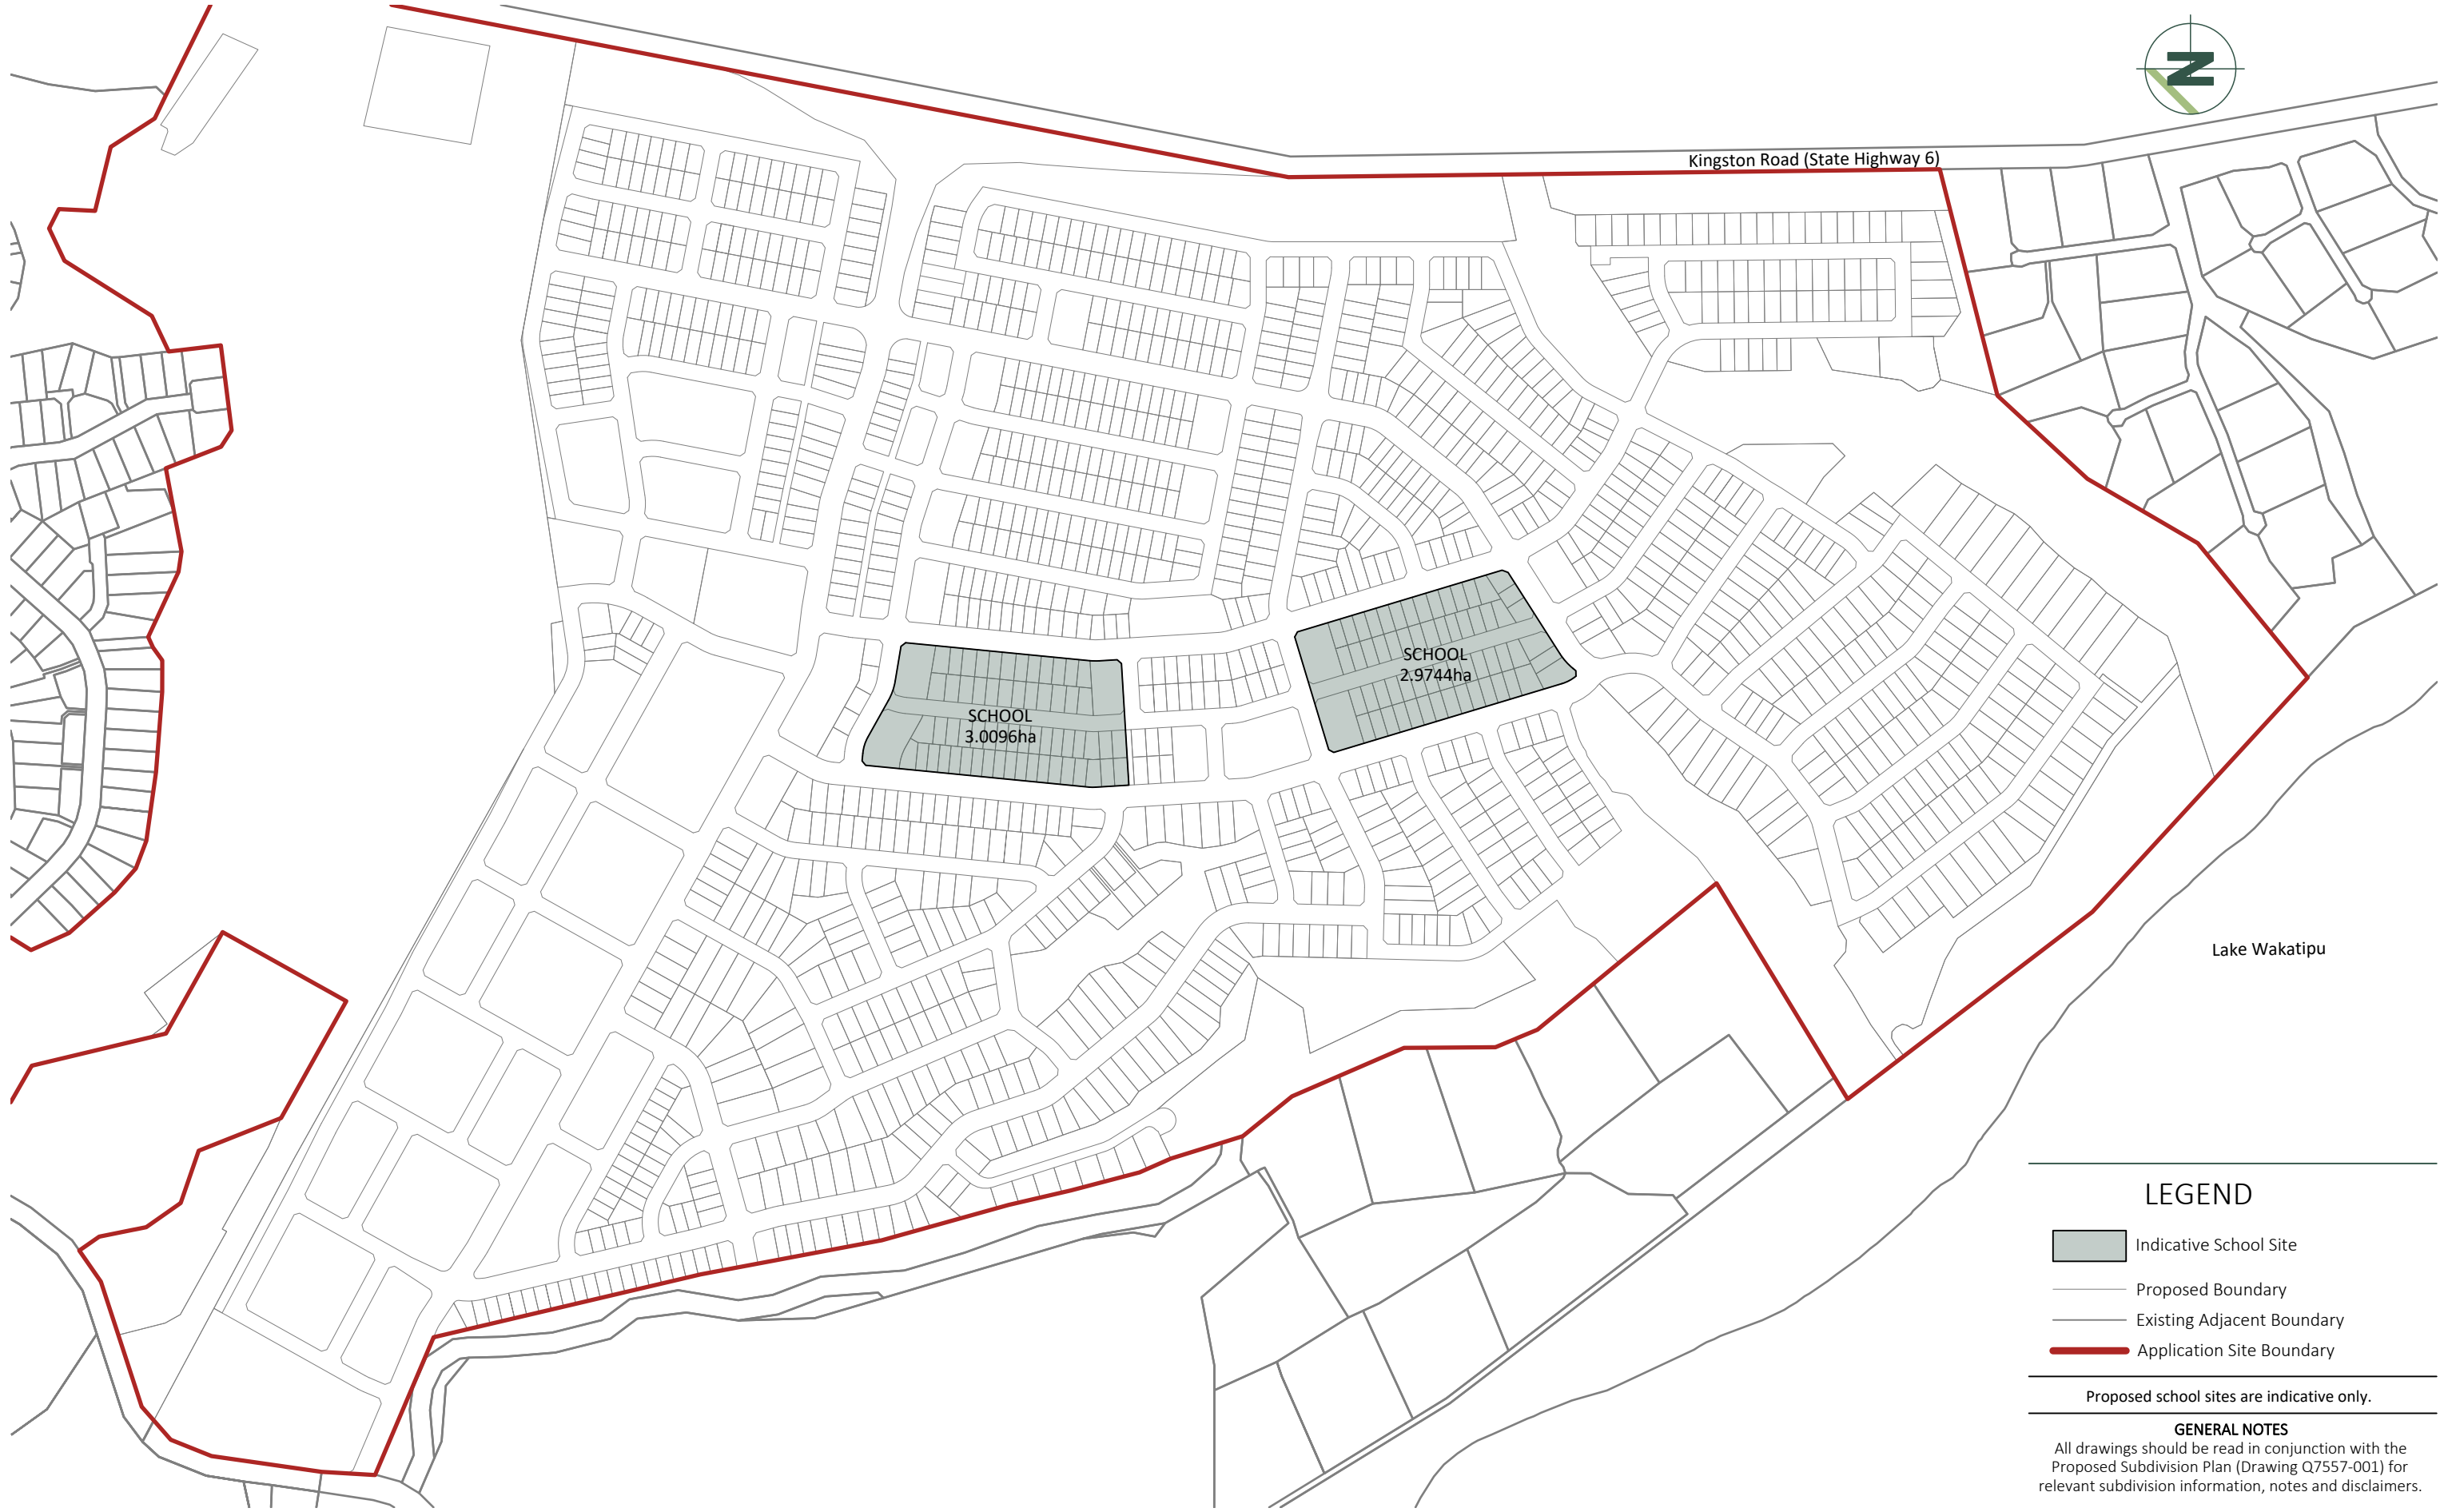 N
Kingston Road (State Highway 6)
SCHOOL
2.9744ha
SCHOOL
3.0096ha
Lake Wakatipu
LEGEND
Indicative School Site
Proposed Boundary
Existing Adjacent Boundary
Application Site Boundary
Proposed school sites are indicative only.
GENERAL NOTES
All drawings should be read in conjunction with the
Proposed Subdivision Plan (Drawing Q7557-001) for
relevant subdivision information, notes and disclaimers.